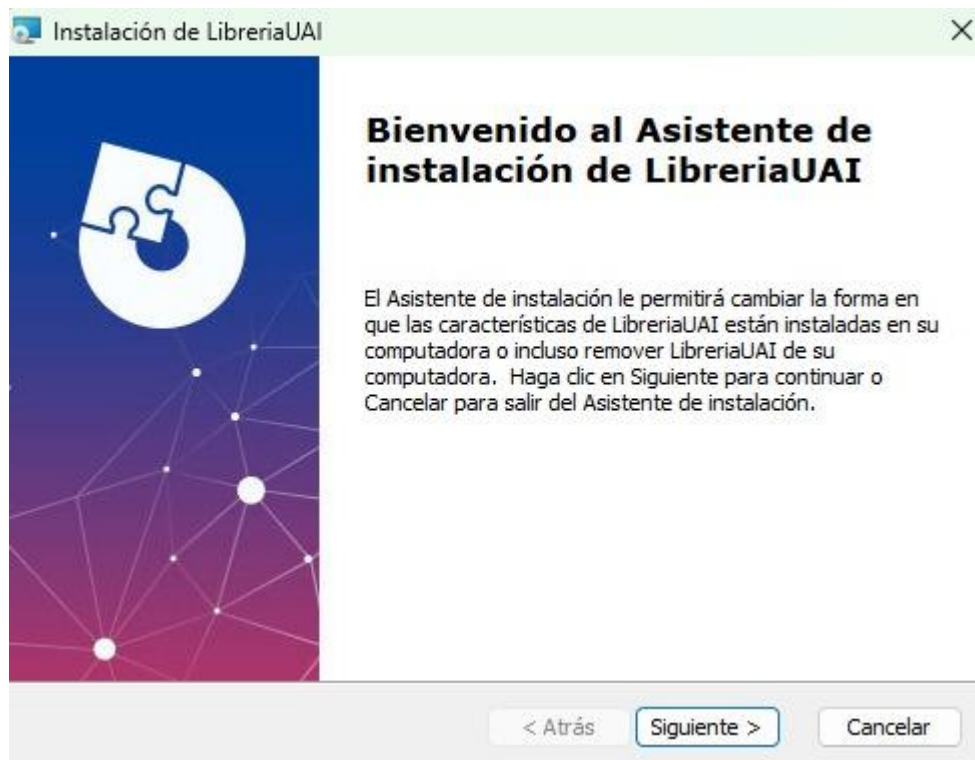 Instalación de LibreriaUAI
Bienvenido al Asistente de
instalación de LibreriaUAI
El Asistente de instalación le permitirá cambiar la forma en
que las características de LibreriaUAI están instaladas en su
computadora o incluso remover LibreriaUAI de su
computadora. Haga clic en Siguiente para continuar o
Cancelar para salir del Asistente de instalación.
< Atrás
Siguiente >
Cancelar